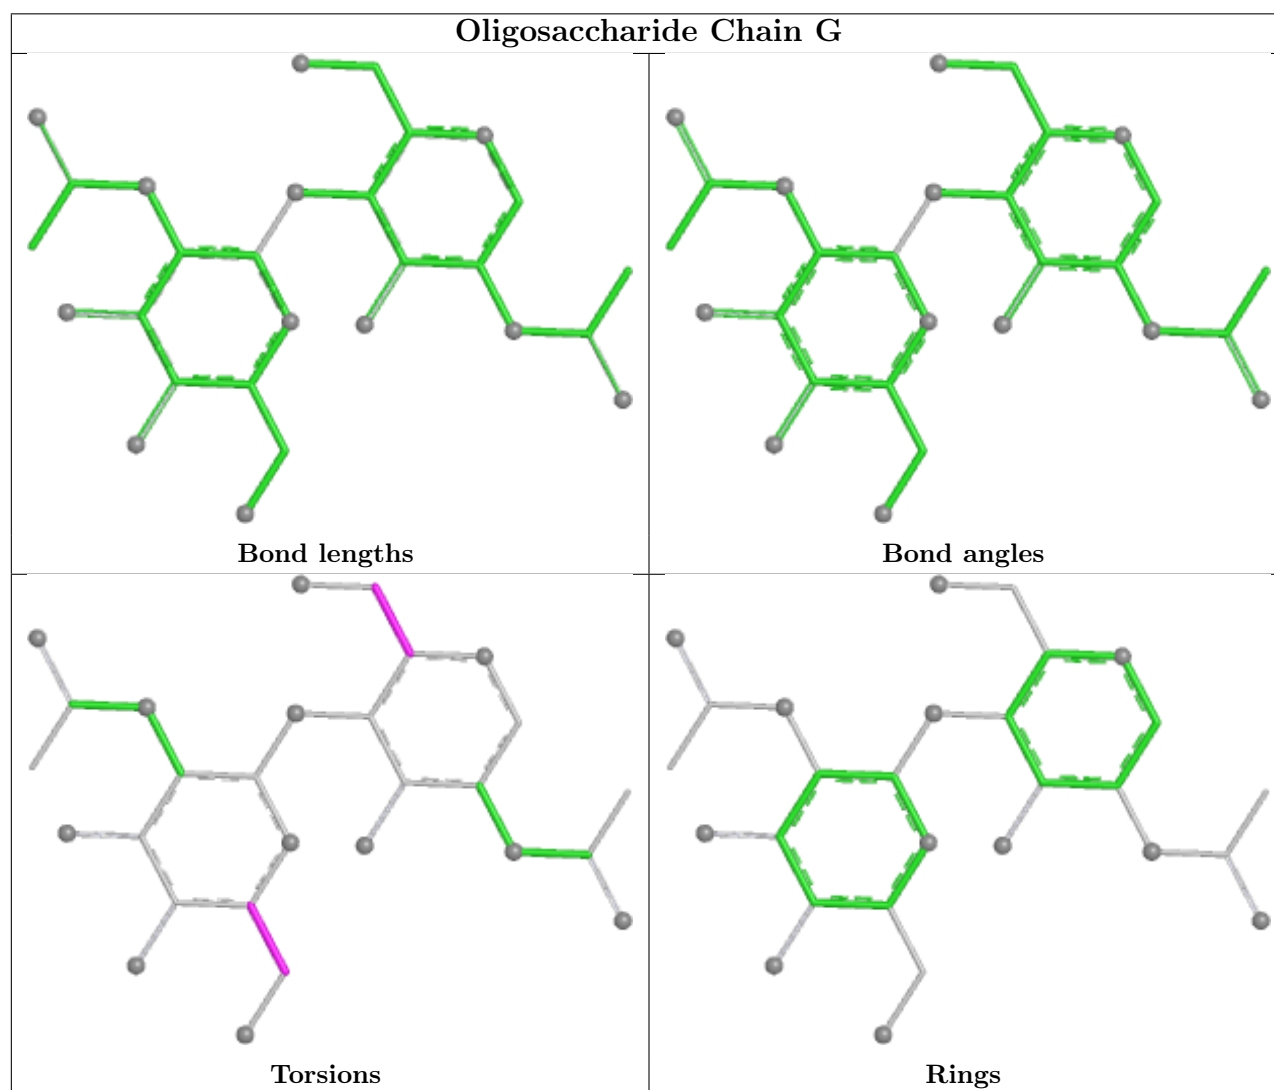 Oligosaccharide Chain G
Bond lengths
Bond angles
Torsions
Rings